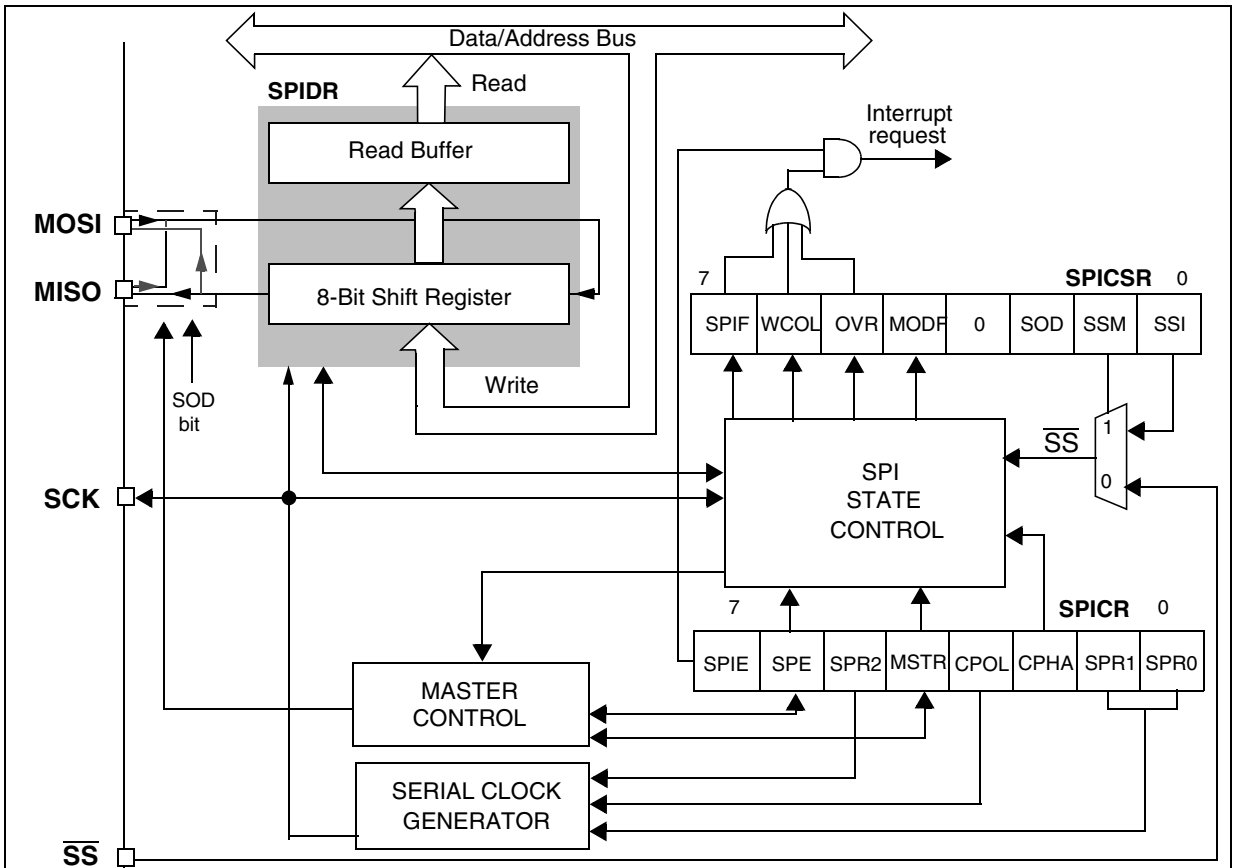 Data/Address Bus
SPIDR
Read
Read Buffer
Interrupt
request
MOSI
MISO
8-Bit Shift Register
7
SPICSR
0
SPIF
WCOL
OVR
MODF
0
SOD
SSM
SSI
Write
SOD
bit
1
SS
0
SCK
SPI
STATE
CONTROL
7
SPICR
0
SPIE
SPE
SPR2
MSTR
CPOL
CPHA
SPR1
SPR0
MASTER
CONTROL
SERIAL CLOCK
GENERATOR
SS